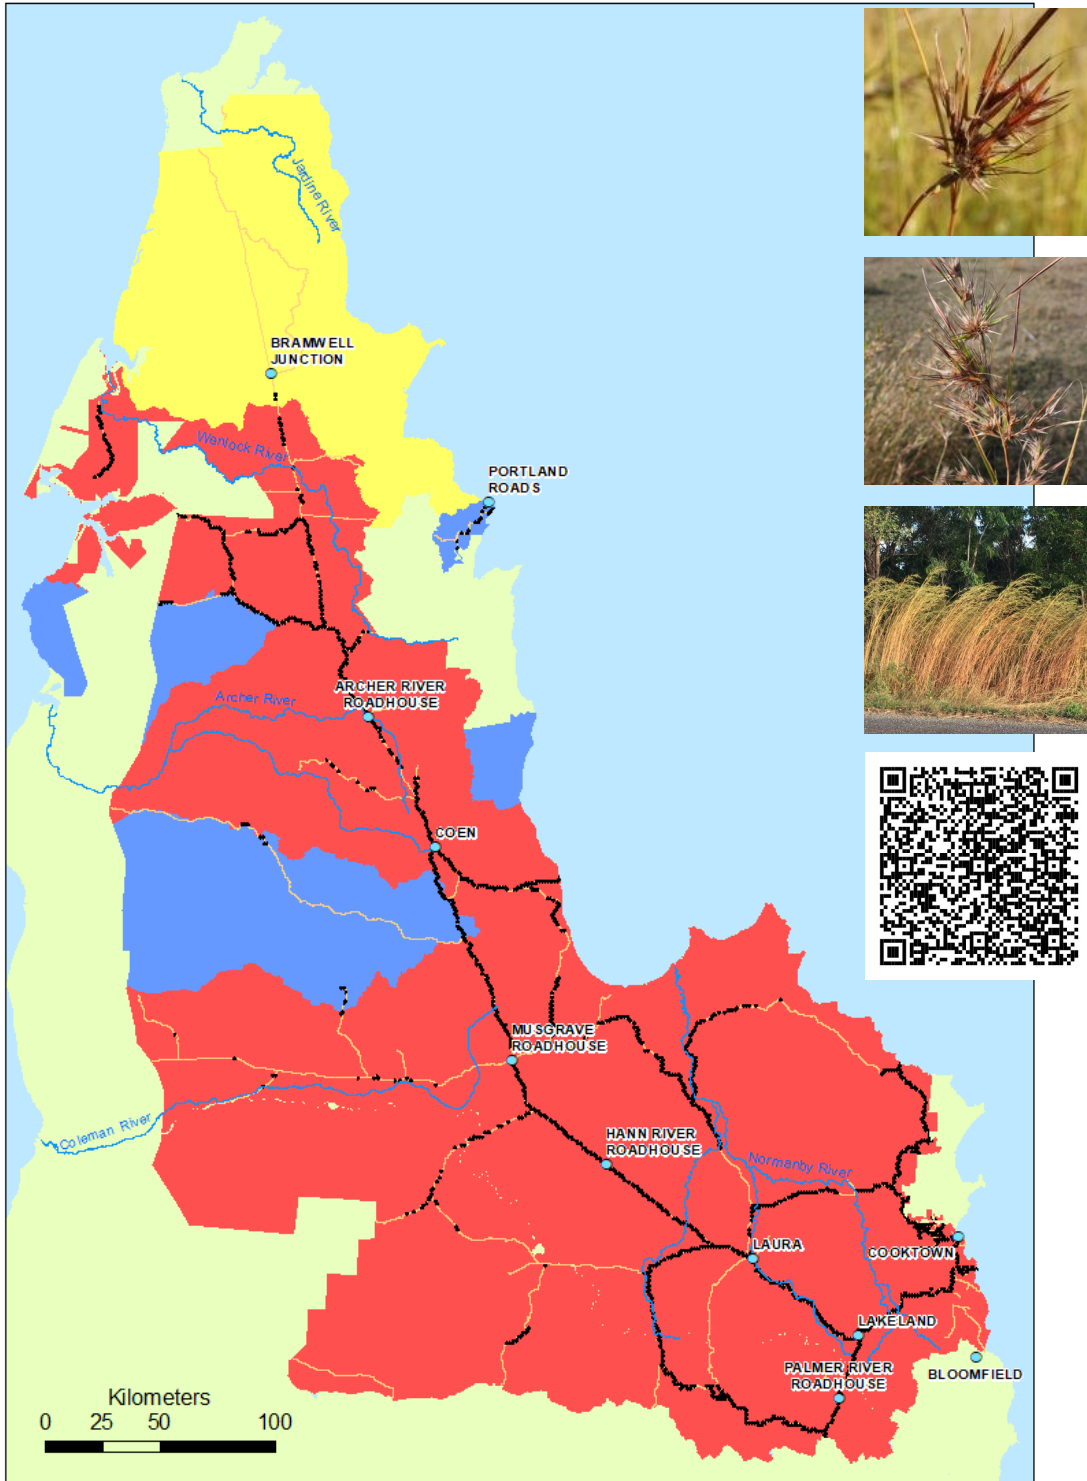 Jardine River
BRAMWELL
JUNCTION
Wenlock River
PORTLAND
ROADS
ARCHER RIVER
ROADHOUSE
Archer River
COEN
MUSGRAVE
ROADHOUSE
Coleman River
HANN RIVER
ROADHOUSE
Normanby River
LAURA
COOKTOWN
LAKELAND
PALMER RIVER
ROADHOUSE
BLOOMFIELD
Kilometers
0 25 50 100